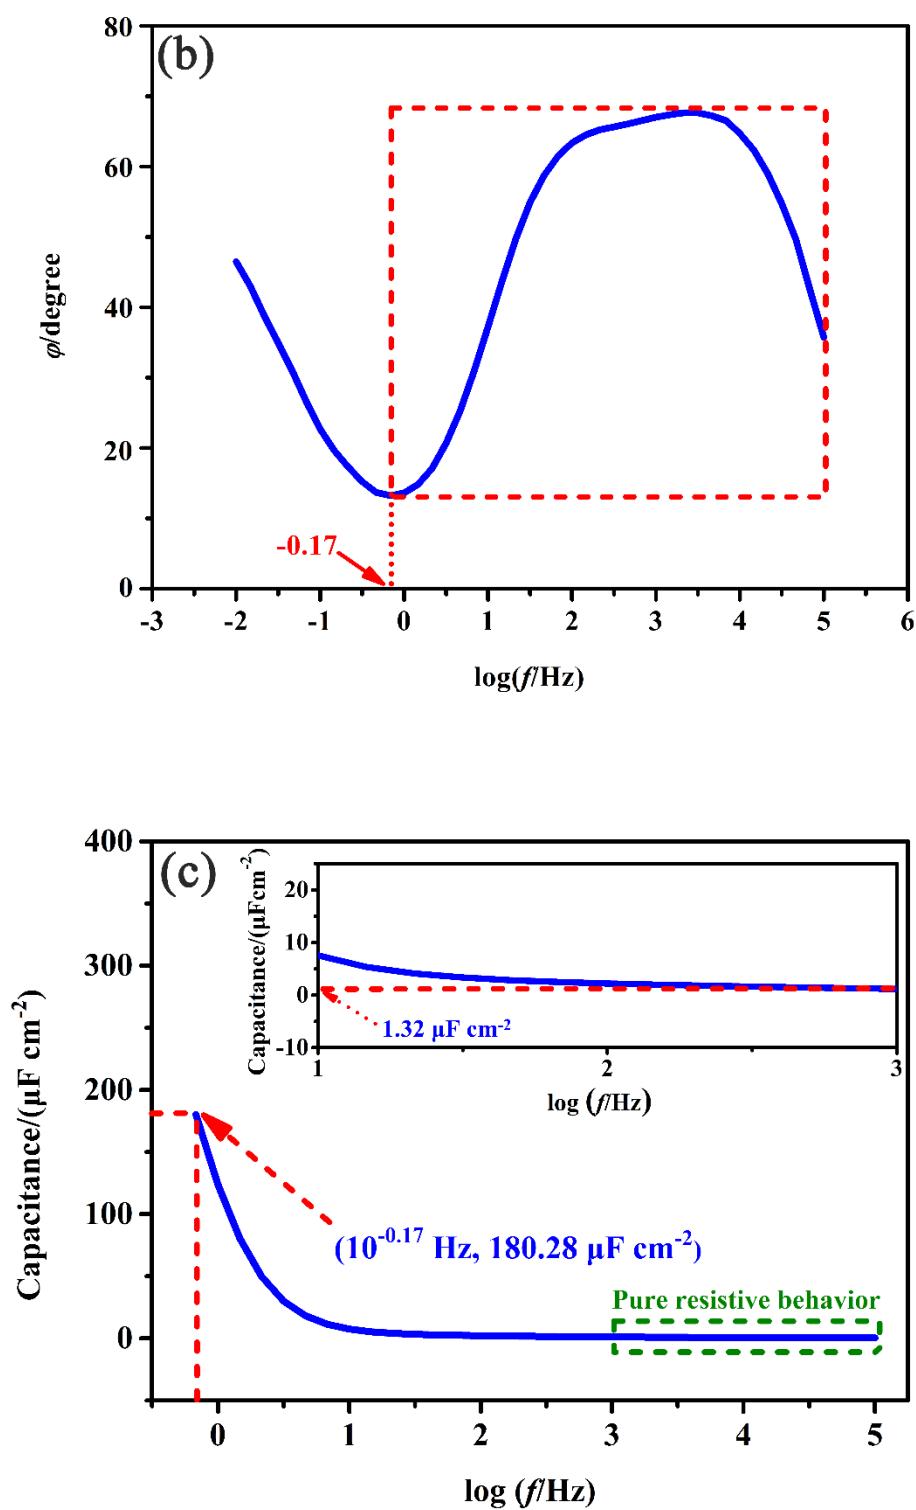 (b)
80
60
40
20
0
φ/degree
-0.17
-3 -2 -1 0 1 2 3 4 5 6
log(f/Hz)
(c)
400
300
200
100
0
Capacitance/(μF cm⁻²)
20
10
0
-10
Capacitance/(μFcm⁻²)
1.32 μF cm⁻²
1 2 3
log (f/Hz)
(10⁻⁰·¹⁷ Hz, 180.28 μF cm⁻²)
Pure resistive behavior
0 1 2 3 4 5
log (f/Hz)